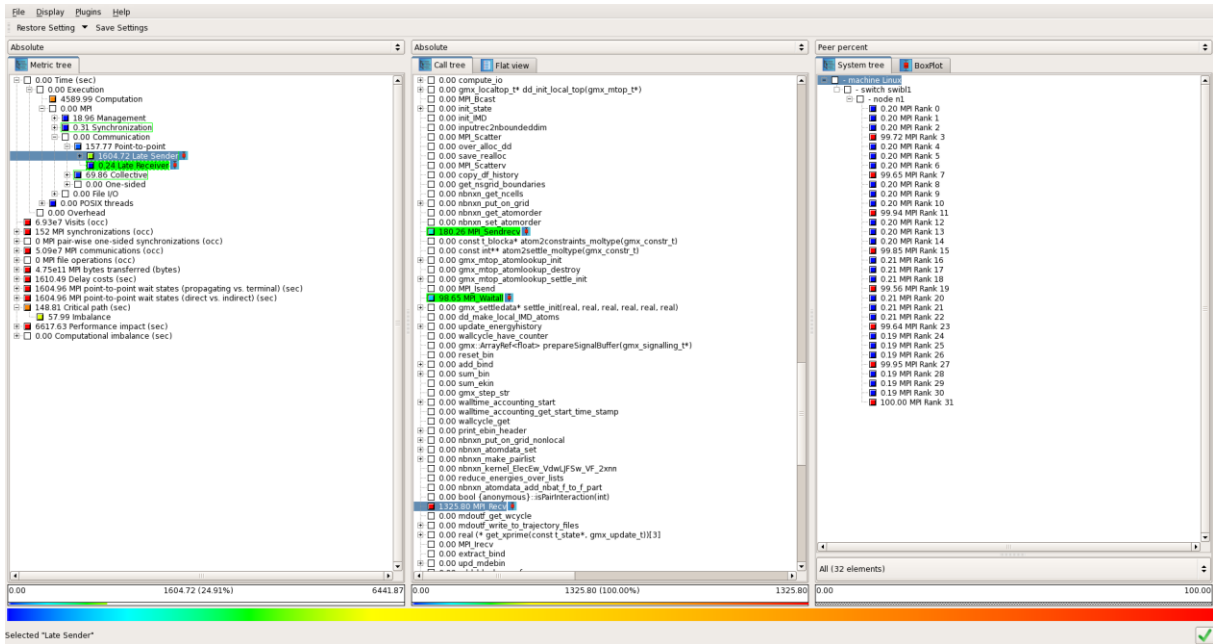 File Display Plugins Help
Restore Setting Save Settings
Absolute
Metric tree
0.00 Time (sec)
0.00 Execution
4589.99 Computation
0.00 MPI
18.96 Management
0.31 Synchronization
0.00 Communication
157.77 Point-to-point
1604.72 Late Sender
0.24 Late Receiver
69.86 Collective
0.00 One-sided
0.00 File I/O
0.00 POSIX threads
0.00 Overhead
6.93e7 Visits (occ)
152 MPI synchronizations (occ)
0 MPI pair-wise one-sided synchronizations (occ)
5.09e7 MPI communications (occ)
0 MPI file operations (occ)
4.75e11 MPI bytes transferred (bytes)
1610.49 Delay costs (sec)
1604.96 MPI point-to-point wait states (propagating vs. terminal) (sec)
1604.96 MPI point-to-point wait states (direct vs. indirect) (sec)
148.81 Critical path (sec)
57.99 Imbalance
6617.63 Performance impact (sec)
0.00 Computational imbalance (sec)
0.00 1604.72 (24.91%) 6441.87
Absolute
Call tree Flat view
0.00 compute_io
0.00 gmx_localtop_t* dd_init_local_top(gmx_mtop_t*)
0.00 MPI_Bcast
0.00 init_state
0.00 init_IMD
0.00 inputrec2nboundeddim
0.00 MPI_Scatter
0.00 over_alloc_dd
0.00 save_realloc
0.00 MPI_Scatterv
0.00 copy_df_history
0.00 get_nsgrid_boundaries
0.00 nbnxn_get_ncells
0.00 nbnxn_put_on_grid
0.00 nbnxn_get_atomorder
0.00 nbnxn_set_atomorder
180.26 MPI_Sendrecv
0.00 const t_blocka* atom2constraints_moltype(gmx_constr_t)
0.00 const int** atom2settle_moltype(gmx_constr_t)
0.00 gmx_mtop_atomlookup_init
0.00 gmx_mtop_atomlookup_destroy
0.00 gmx_mtop_atomlookup_settle_init
0.00 MPI_Isend
98.65 MPI_Waitall
0.00 gmx_settledata* settle_init(real, real, real, real, real, real)
0.00 dd_make_local_IMD_atoms
0.00 update_energyhistory
0.00 wallcycle_have_counter
0.00 gmx::ArrayRef<float> prepareSignalBuffer(gmx_signalling_t*)
0.00 reset_bin
0.00 add_bind
0.00 sum_bin
0.00 sum_ekin
0.00 gmx_step_str
0.00 walltime_accounting_start
0.00 walltime_accounting_get_start_time_stamp
0.00 wallcycle_get
0.00 print_ebin_header
0.00 nbnxn_put_on_grid_nonlocal
0.00 nbnxn_atomdata_set
0.00 nbnxn_make_pairlist
0.00 nbnxn_kernel_ElecEw_VdwLJFSw_VF_2xnn
0.00 reduce_energies_over_lists
0.00 nbnxn_atomdata_add_nbat_f_to_f_part
0.00 bool {anonymous}::isPairInteraction(int)
1325.80 MPI_Recv
0.00 mdoutf_get_wcycle
0.00 mdoutf_write_to_trajectory_files
0.00 real (* get_xprime(const t_state*, gmx_update_t))[3]
0.00 MPI_Irecv
0.00 extract_bind
0.00 upd_mdebin
0.00 1325.80 (100.00%) 1325.80
Peer percent
System tree BoxPlot
- machine Linux
- switch swibl1
- node n1
0.20 MPI Rank 0
0.20 MPI Rank 1
0.20 MPI Rank 2
99.72 MPI Rank 3
0.20 MPI Rank 4
0.20 MPI Rank 5
0.20 MPI Rank 6
99.65 MPI Rank 7
0.20 MPI Rank 8
0.20 MPI Rank 9
0.20 MPI Rank 10
99.94 MPI Rank 11
0.20 MPI Rank 12
0.20 MPI Rank 13
0.20 MPI Rank 14
99.85 MPI Rank 15
0.21 MPI Rank 16
0.21 MPI Rank 17
0.21 MPI Rank 18
99.56 MPI Rank 19
0.21 MPI Rank 20
0.21 MPI Rank 21
0.21 MPI Rank 22
99.64 MPI Rank 23
0.19 MPI Rank 24
0.19 MPI Rank 25
0.19 MPI Rank 26
99.95 MPI Rank 27
0.19 MPI Rank 28
0.19 MPI Rank 29
0.19 MPI Rank 30
100.00 MPI Rank 31
All (32 elements)
0.00 100.00
Selected "Late Sender"